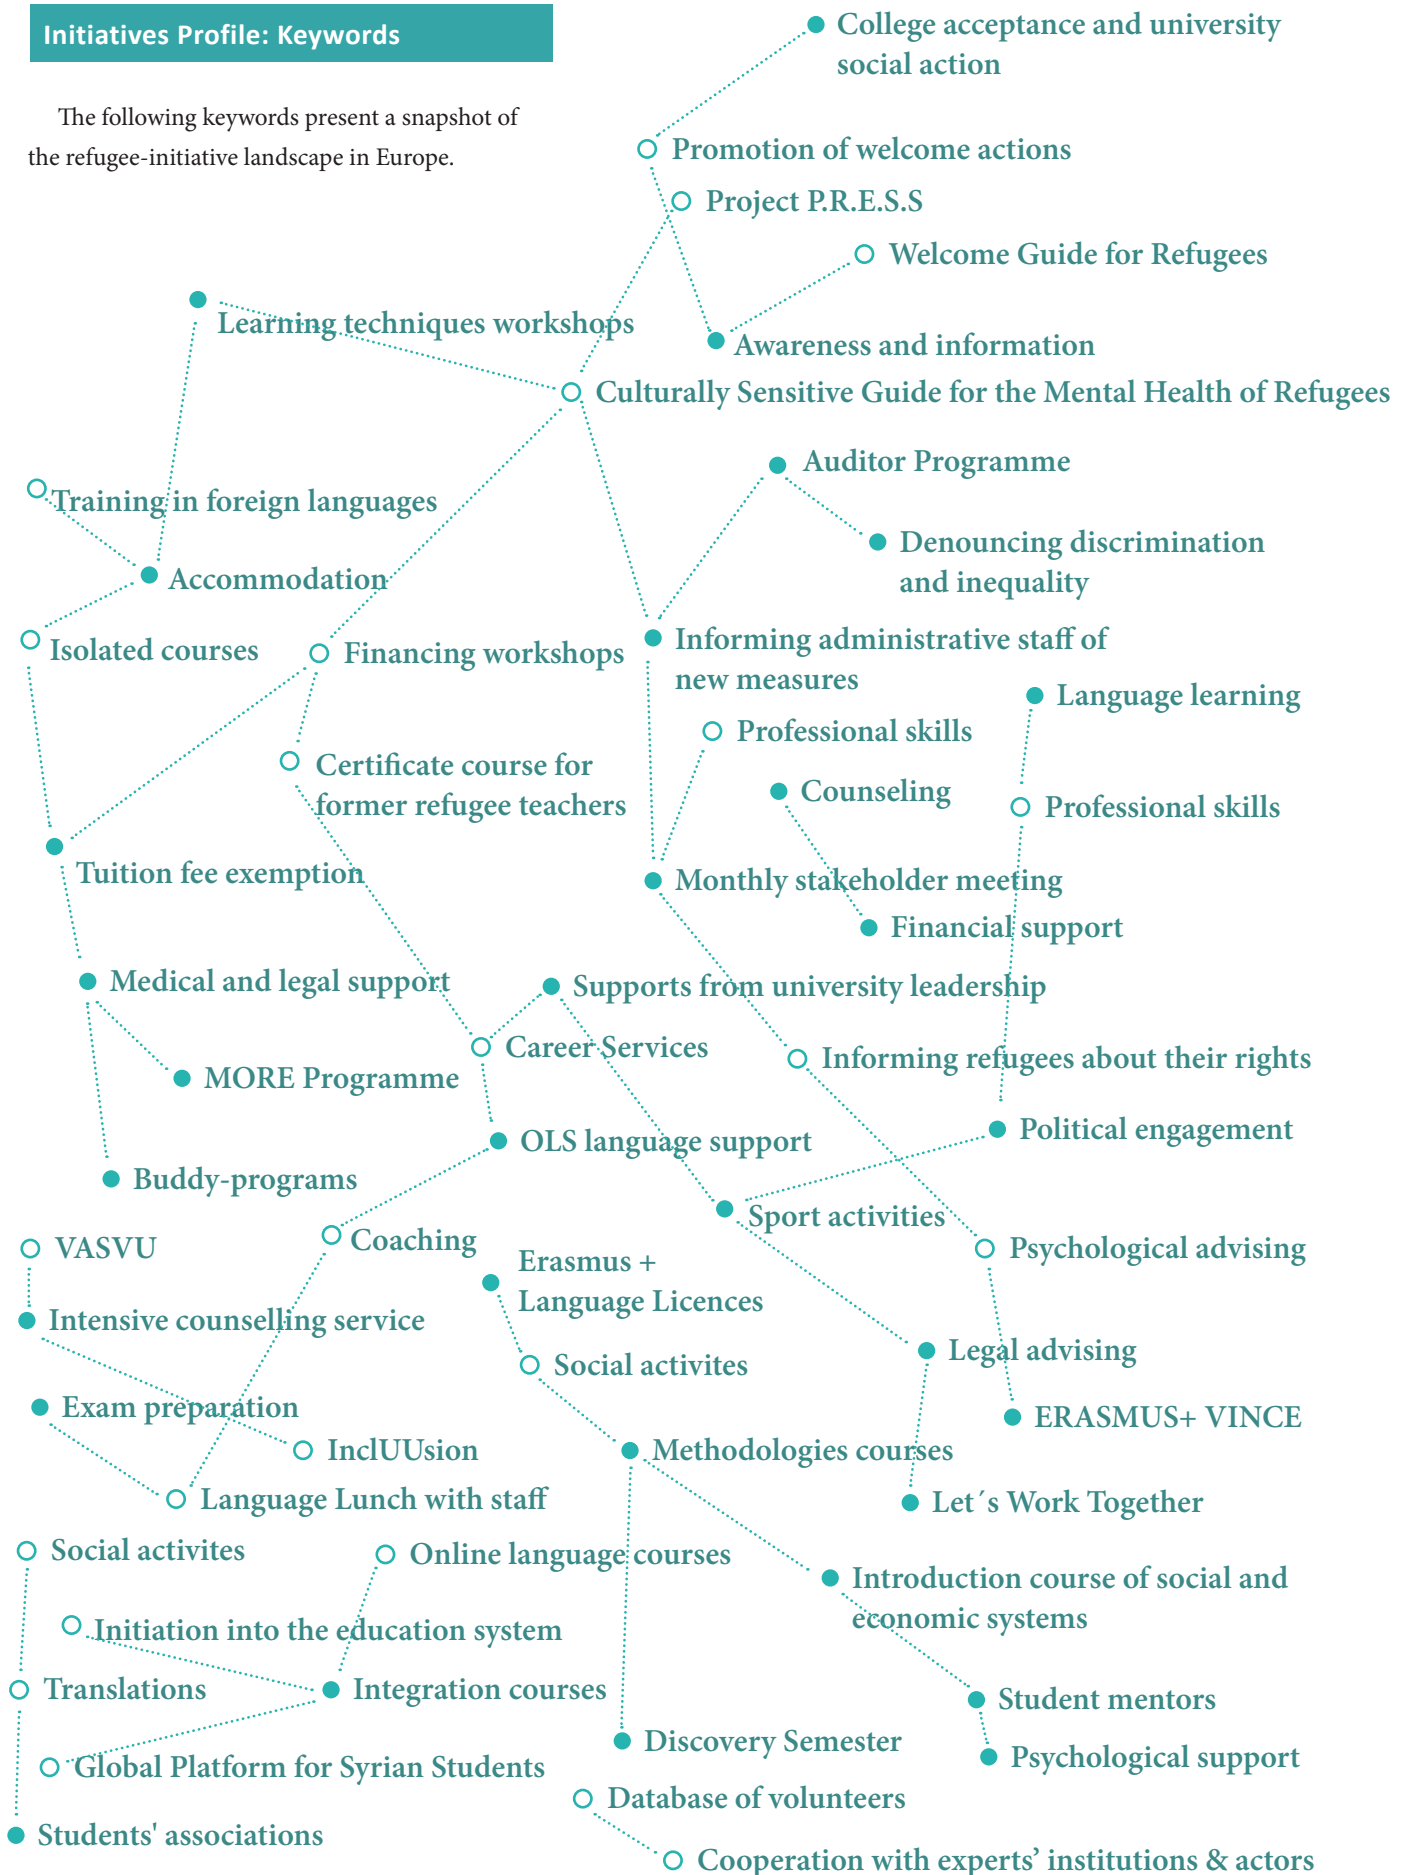 Initiatives Profile: Keywords
The following keywords present a snapshot of
the refugee-initiative landscape in Europe.
College acceptance and university
social action
Promotion of welcome actions
Project P.R.E.S.S
Welcome Guide for Refugees
Learning techniques workshops
Awareness and information
Culturally Sensitive Guide for the Mental Health of Refugees
Auditor Programme
Training in foreign languages
Denouncing discrimination
and inequality
Accommodation
Isolated courses
Financing workshops
Informing administrative staff of
new measures
Language learning
Professional skills
Certificate course for
former refugee teachers
Counseling
Professional skills
Tuition fee exemption
Monthly stakeholder meeting
Financial support
Medical and legal support
Supports from university leadership
Career Services
Informing refugees about their rights
MORE Programme
Political engagement
OLS language support
Buddy-programs
Sport activities
VASVU
Coaching
Psychological advising
Erasmus +
Language Licences
Intensive counselling service
Legal advising
Social activites
Exam preparation
ERASMUS+ VINCE
InclUUsion
Methodologies courses
Language Lunch with staff
Let´s Work Together
Social activites
Online language courses
Introduction course of social and
economic systems
Initiation into the education system
Translations
Integration courses
Student mentors
Discovery Semester
Psychological support
Global Platform for Syrian Students
Database of volunteers
Students' associations
Cooperation with experts’ institutions & actors